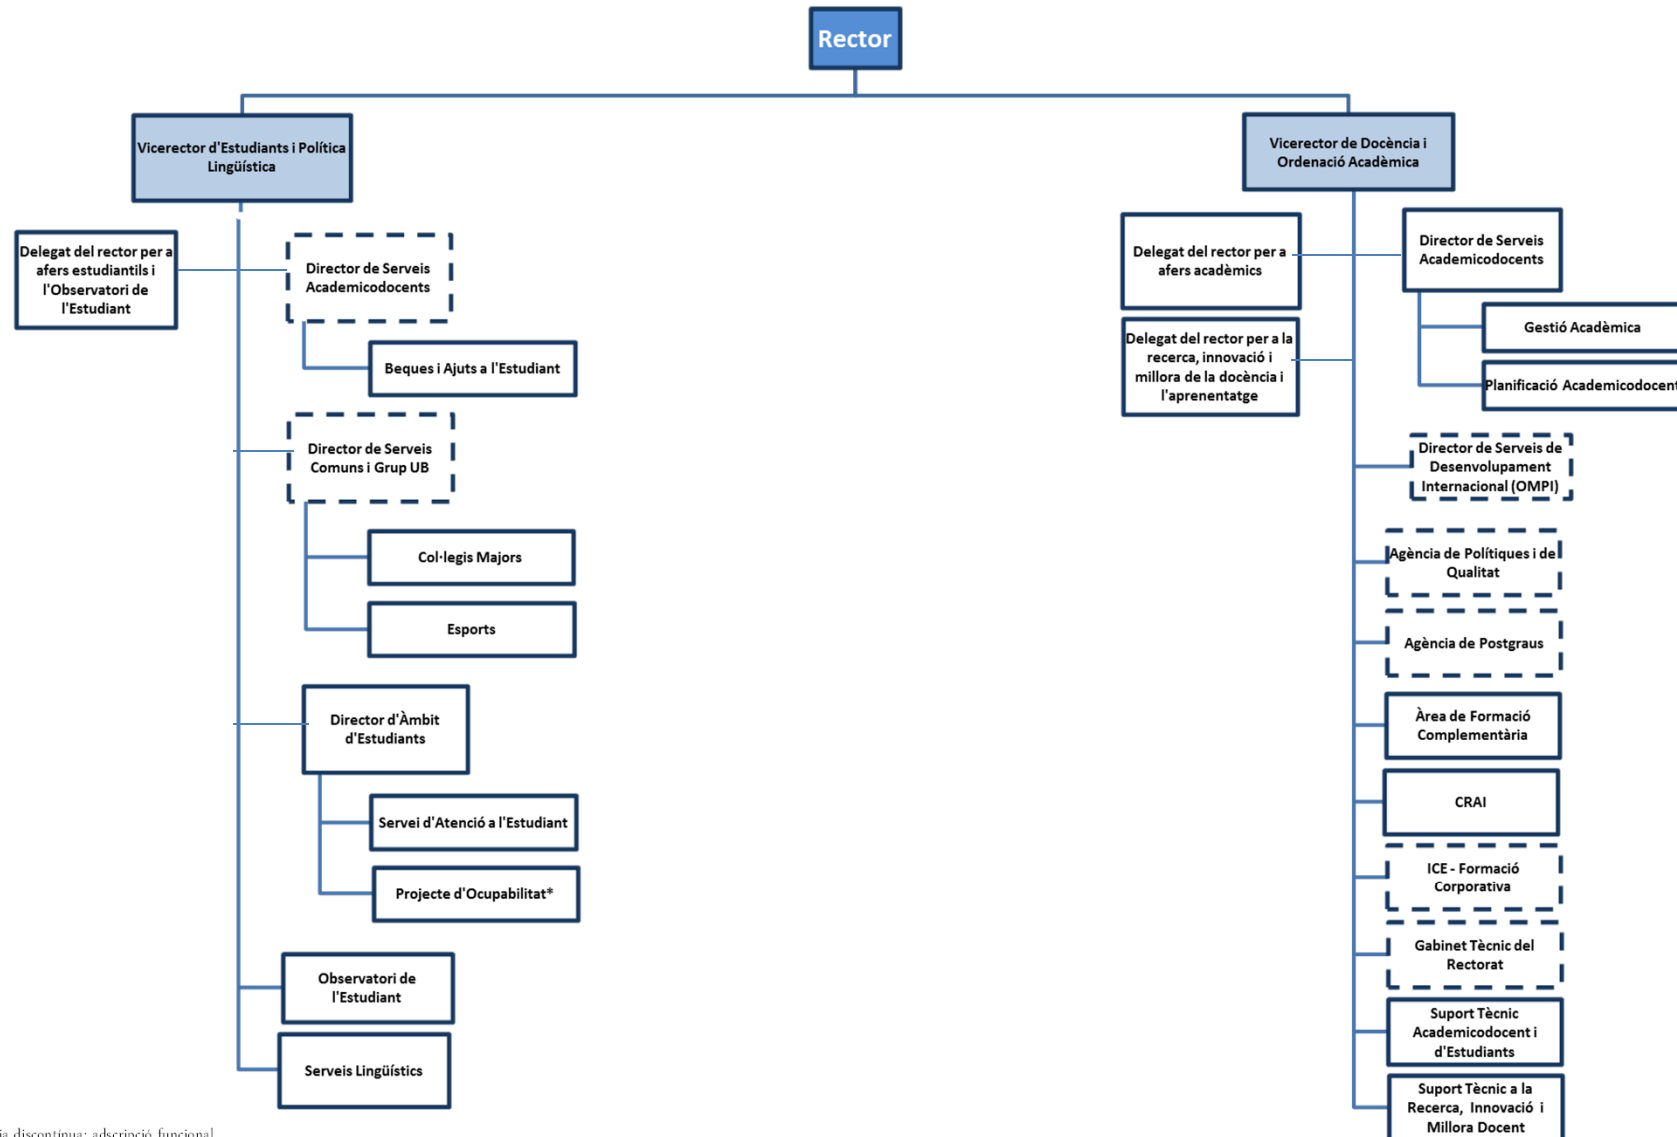 Rector
Vicerector d'Estudiants i Política
Lingüística
Delegat del rector per a
afers estudiantils i
l'Observatori de
l'Estudiant
Director de Serveis
Academicodocents
Beques i Ajuts a l'Estudiant
Director de Serveis
Comuns i Grup UB
Col·legis Majors
Esports
Director d'Àmbit
d'Estudiants
Servei d'Atenció a l'Estudiant
Projecte d'Ocupabilitat*
Observatori de
l'Estudiant
Serveis Lingüístics
Vicerector de Docència i
Ordenació Acadèmica
Delegat del rector per a
afers acadèmics
Delegat del rector per a la
recerca, innovació i
millora de la docència i
l'aprenentatge
Director de Serveis
Academicodocents
Gestió Acadèmica
Planificació Academicodocent
Director de Serveis de
Desenvolupament
Internacional (OMPI)
Agència de Polítiques i de
Qualitat
Agència de Postgraus
Àrea de Formació
Complementària
CRAI
ICE - Formació
Corporativa
Gabinet Tècnic del
Rectorat
Suport Tècnic
Academicodocent i
d'Estudiants
Suport Tècnic a la
Recerca, Innovació i
Millora Docent
discontínua: adscripció funcional